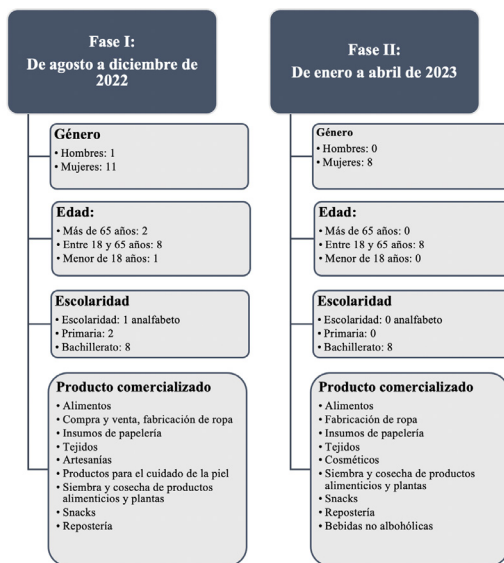 Fase I:
De agosto a diciembre de
2022
Género
• Hombres: 1
• Mujeres: 11
Edad:
• Más de 65 años: 2
• Entre 18 y 65 años: 8
• Menor de 18 años: 1
Escolaridad
• Escolaridad: 1 analfabeto
• Primaria: 2
• Bachillerato: 8
Producto comercializado
• Alimentos
• Compra y venta, fabricación de ropa
• Insumos de papelería
• Tejidos
• Artesanías
• Productos para el cuidado de la piel
• Siembra y cosecha de productos
alimenticios y plantas
• Snacks
• Repostería
Fase II:
De enero a abril de 2023
Género
• Hombres: 0
• Mujeres: 8
Edad:
• Más de 65 años: 0
• Entre 18 y 65 años: 8
• Menor de 18 años: 0
Escolaridad
• Escolaridad: 0 analfabeto
• Primaria: 0
• Bachillerato: 8
Producto comercializado
• Alimentos
• Fabricación de ropa
• Insumos de papelería
• Tejidos
• Cosméticos
• Siembra y cosecha de productos
alimenticios y plantas
• Snacks
• Repostería
• Bebidas no albohólicas